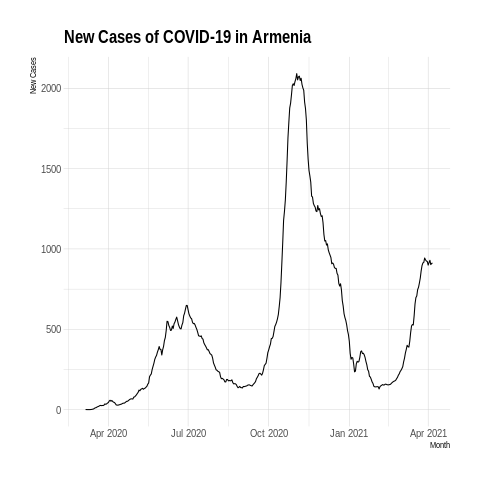 New Cases of COVID-19 in Armenia
New Cases
2000
1500
1000
500
0
Apr 2020 Jul 2020 Oct 2020 Jan 2021 Apr 2021
Month